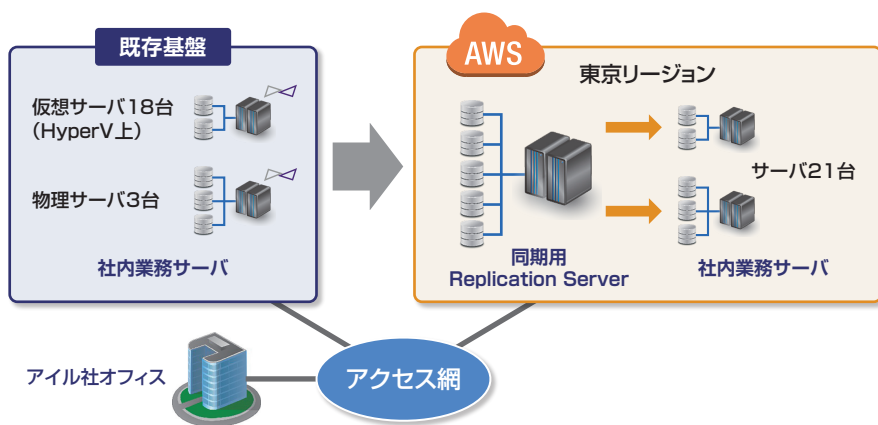 既存基盤
仮想サーバ18台
（HyperV上）
物理サーバ3台
社内業務サーバ
AWS
東京リージョン
サーバ21台
同期用
Replication Server
社内業務サーバ
アイル社オフィス
アクセス網